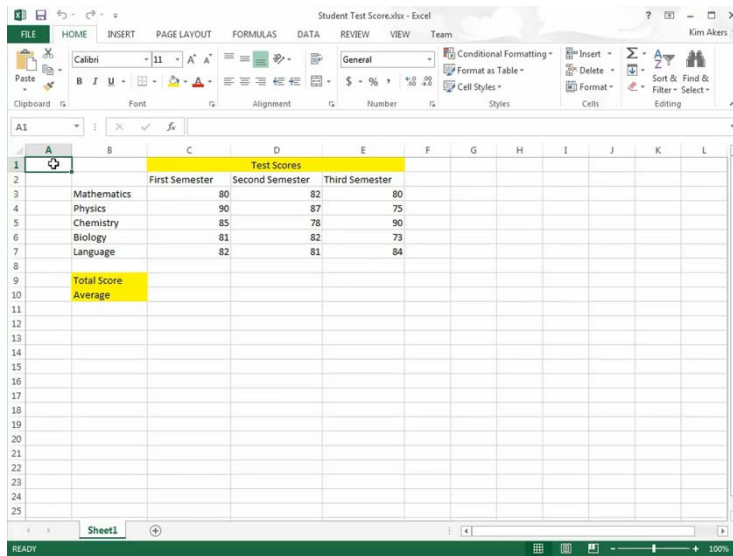 Student Test Score.xlsx - Excel
FILE HOME INSERT PAGE LAYOUT FORMULAS DATA REVIEW VIEW Team Kim Akers
Calibri 11 General Conditional Formatting Insert
Paste Format as Table Delete Sort & Find &
B I U $ % , Cell Styles Format Filter Select
Clipboard Font Alignment Number Styles Cells Editing
A1 fx
A B C D E F G H I J K L
1 Test Scores
2 First Semester Second Semester Third Semester
3 Mathematics 80 82 80
4 Physics 90 87 75
5 Chemistry 85 78 90
6 Biology 81 82 73
7 Language 82 81 84
8
9 Total Score
10 Average
11
12
13
14
15
16
17
18
19
20
21
22
23
24
25
Sheet1
READY 100%